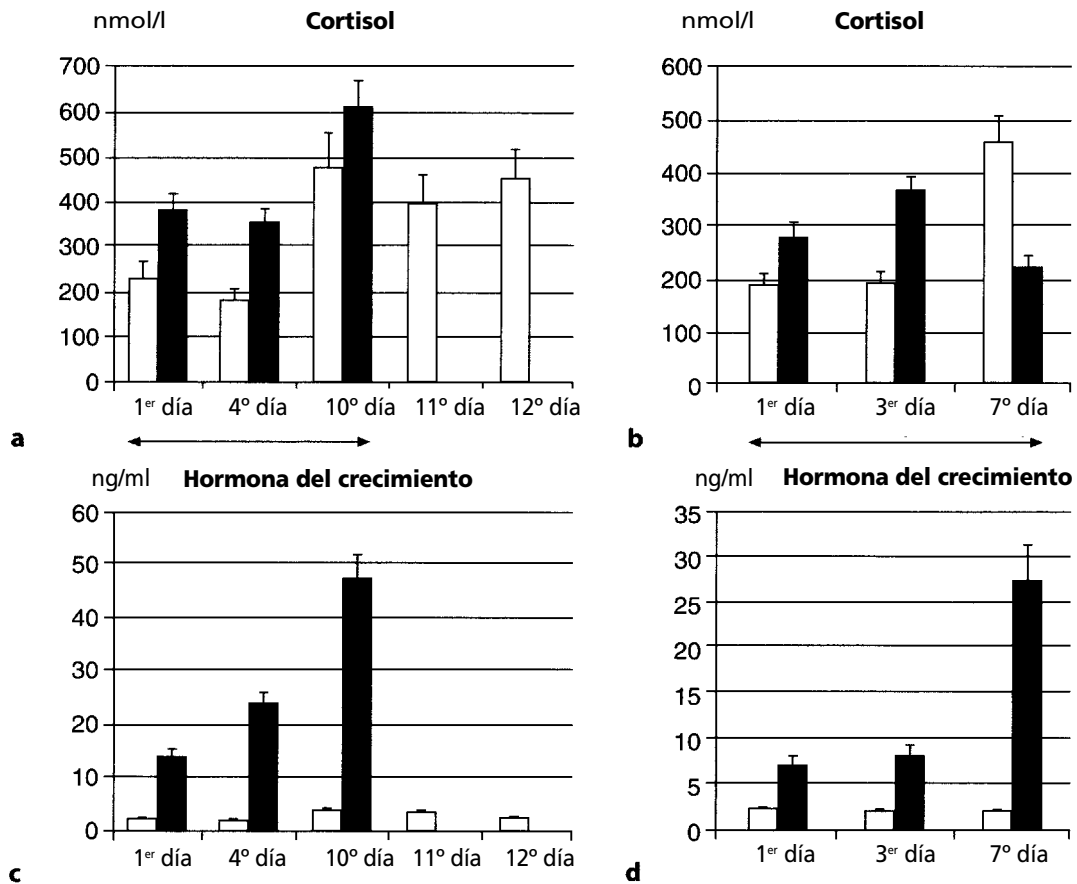 nmol/l Cortisol
700
600
500
400
300
200
100
0
1er día 4º día 10º día 11º día 12º día
a
nmol/l Cortisol
600
500
400
300
200
100
0
1er día 3er día 7º día
b
ng/ml Hormona del crecimiento
60
50
40
30
20
10
0
1er día 4º día 10º día 11º día 12º día
c
ng/ml Hormona del crecimiento
35
30
25
20
15
10
5
0
1er día 3er día 7º día
d